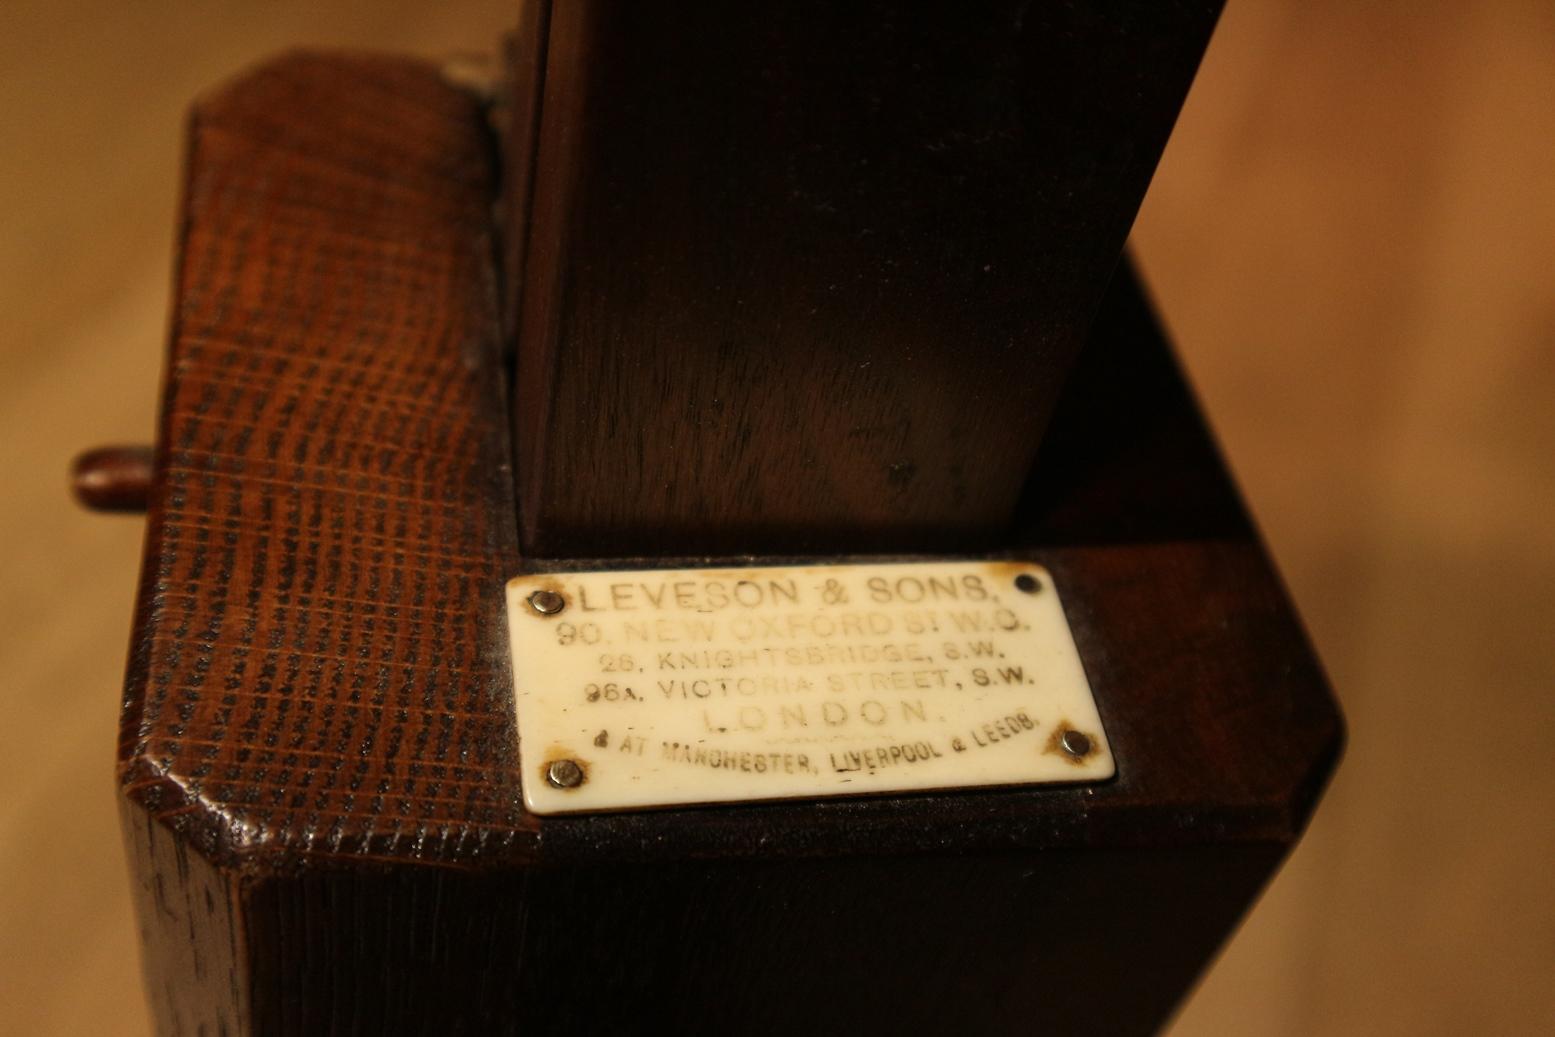 LEVESON & SONS,
90. NEW OXFORD ST W.C.
26, KNIGHTSBRIDGE, S.W.
96A, VICTORIA STREET, S.W.
LONDON.
& AT MANCHESTER, LIVERPOOL & LEEDS.